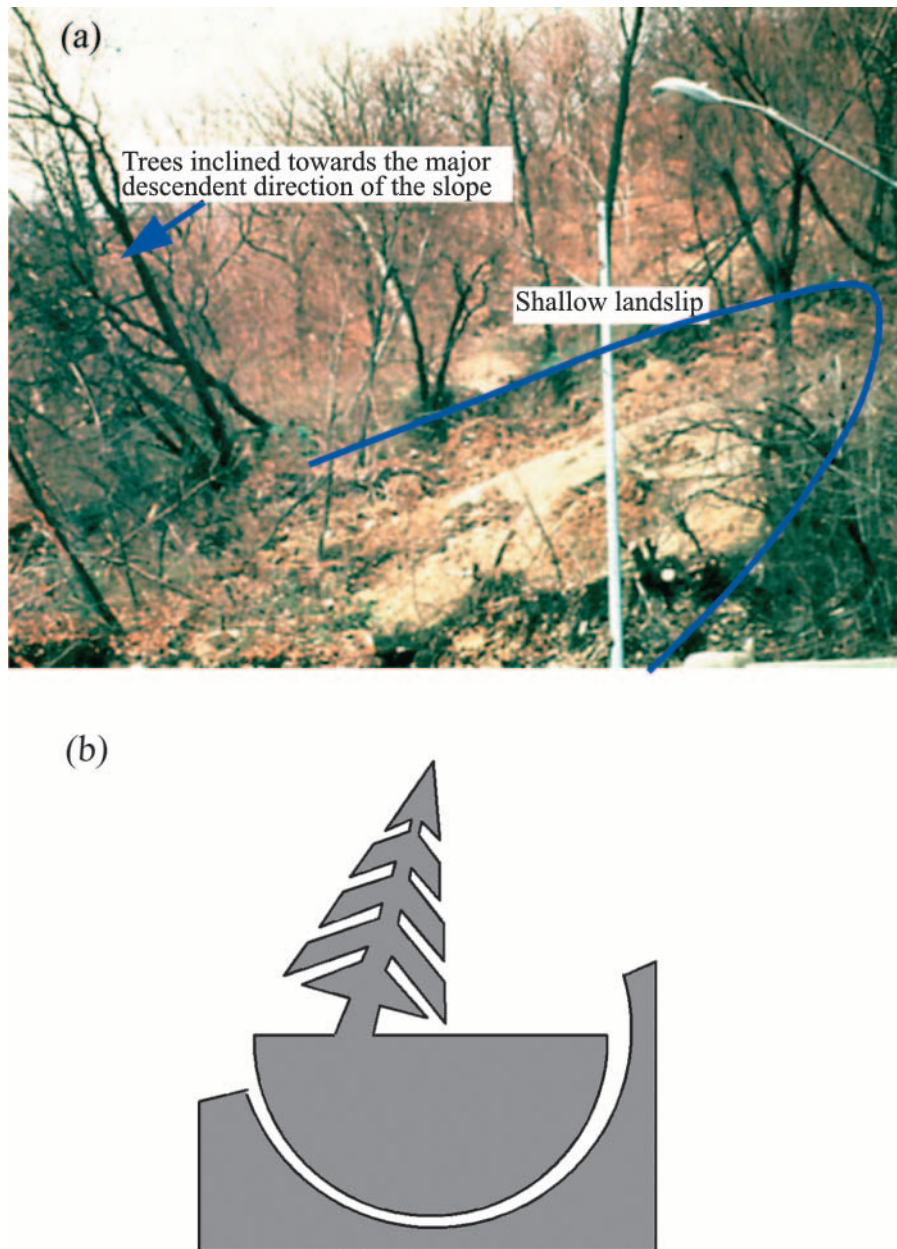 (a)
Trees inclined towards the major
descendent direction of the slope
Shallow landslip
(b)